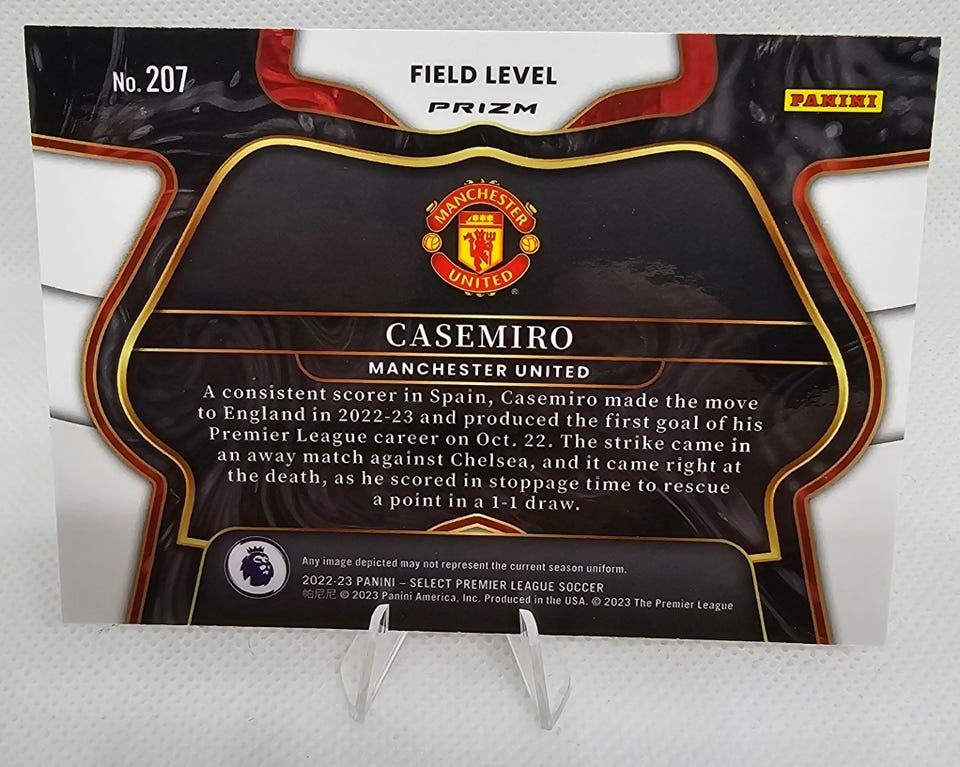 No. 207
FIELD LEVEL
PRIZM
PANINI
MANCHESTER
UNITED
CASEMIRO
MANCHESTER UNITED
A consistent scorer in Spain, Casemiro made the move
to England in 2022-23 and produced the first goal of his
Premier League career on Oct. 22. The strike came in
an away match against Chelsea, and it came right at
the death, as he scored in stoppage time to rescue
a point in a 1-1 draw.
Any image depicted may not represent the current season uniform.
2022-23 PANINI – SELECT PREMIER LEAGUE SOCCER
帕尼尼 © 2023 Panini America, Inc. Produced in the USA. © 2023 The Premier League